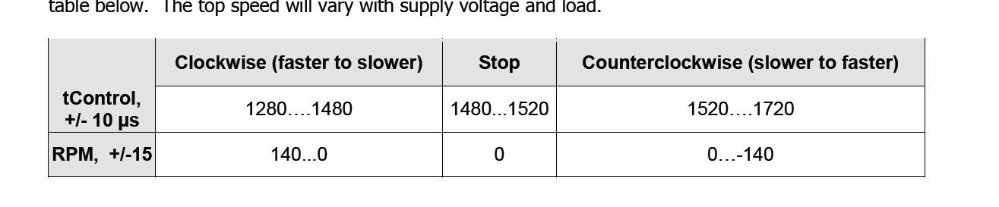 table below.  The top speed will vary with supply voltage and load.
Clockwise (faster to slower) Stop Counterclockwise (slower to faster)
tControl,
+/- 10 µs
1280….1480 1480...1520 1520….1720
RPM,  +/-15 140...0 0 0…-140